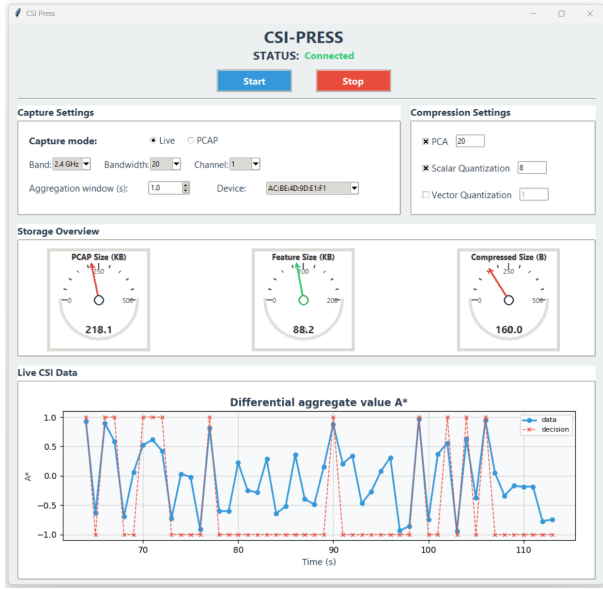 CSI Press
CSI-PRESS
STATUS: Connected
Start Stop
Capture Settings
Compression Settings
Capture mode: Live PCAP
PCA 20
Band: 2.4 GHz Bandwidth: 20 Channel: 1
Scalar Quantization 8
Aggregation window (s): 1.0 Device: AC:BE:4D:9D:E1:F1
Vector Quantization 1
Storage Overview
PCAP Size (KB)
250
0 500
218.1
Feature Size (KB)
100
0 200
88.2
Compressed Size (B)
250
0 500
160.0
Live CSI Data
Differential aggregate value A*
data
decision
1.0
0.5
0.0
−0.5
−1.0
A*
70 80 90 100 110
Time (s)